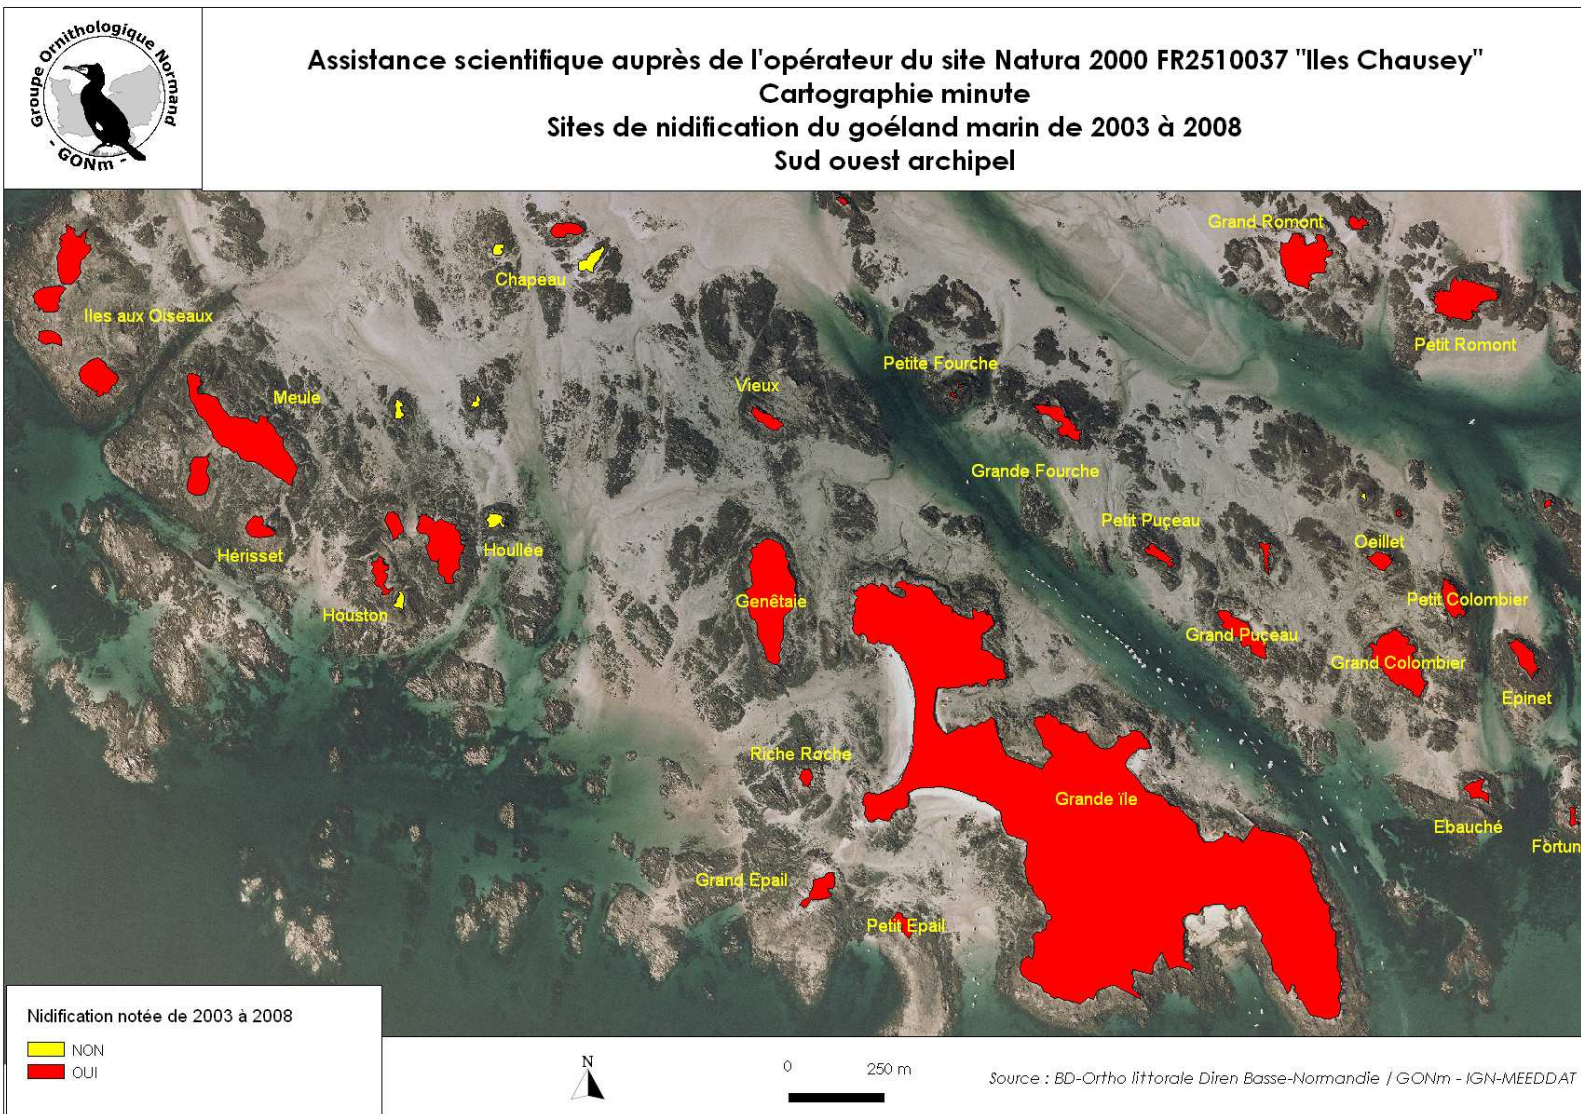 Groupe Ornithologique Normand
- GONm -
Assistance scientifique auprès de l'opérateur du site Natura 2000 FR2510037 "Iles Chausey"
Cartographie minute
Sites de nidification du goéland marin de 2003 à 2008
Sud ouest archipel
Grand Romont
Chapeau
Iles aux Oiseaux
Petit Romont
Petite Fourche
Vieux
Meule
Grande Fourche
Petit Puçeau
Oeillet
Houllée
Hérisset
Genêtaie
Petit Colombier
Houston
Grand Puceau
Grand Colombier
Epinet
Riche Roche
Grande ïle
Ebauché
Fortun
Grand Epail
Petit Epail
Nidification notée de 2003 à 2008
NON
OUI
N
0 250 m
Source : BD-Ortho littorale Diren Basse-Normandie / GONm - IGN-MEEDDAT